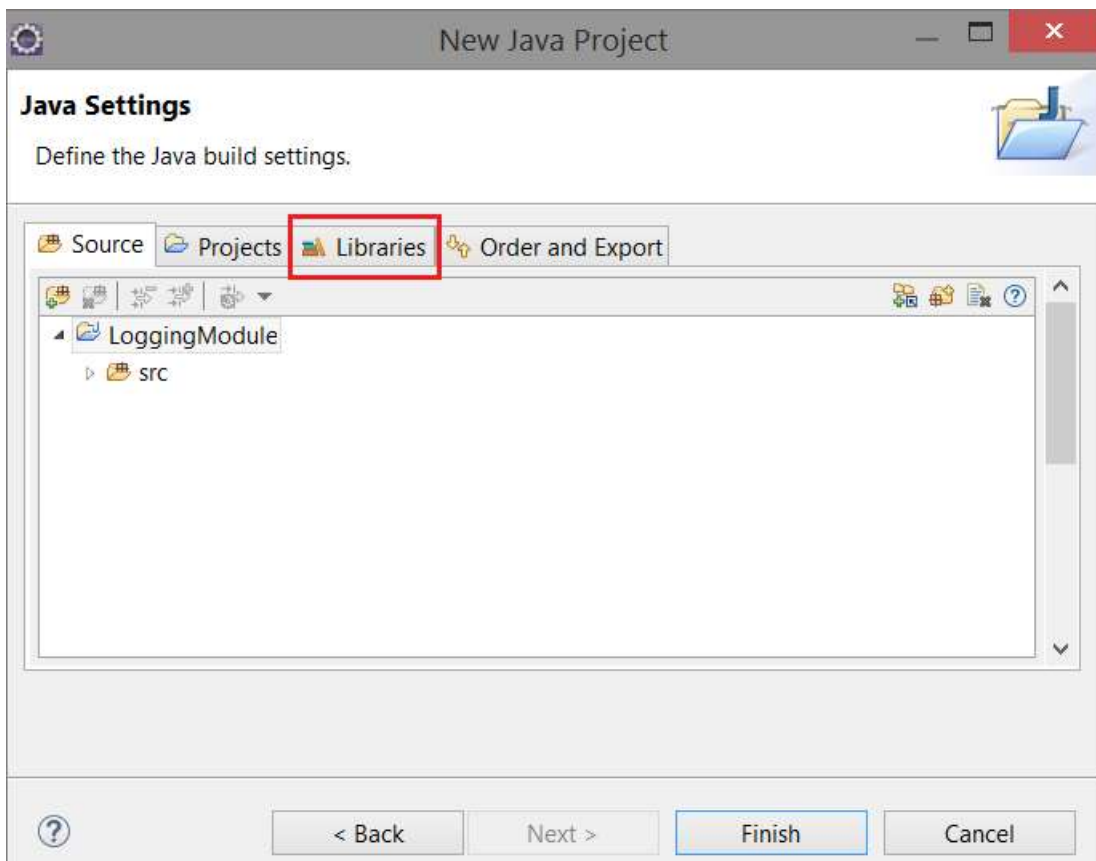 New Java Project
Java Settings
Define the Java build settings.
Source Projects Libraries Order and Export
LoggingModule
src
< Back Next > Finish Cancel